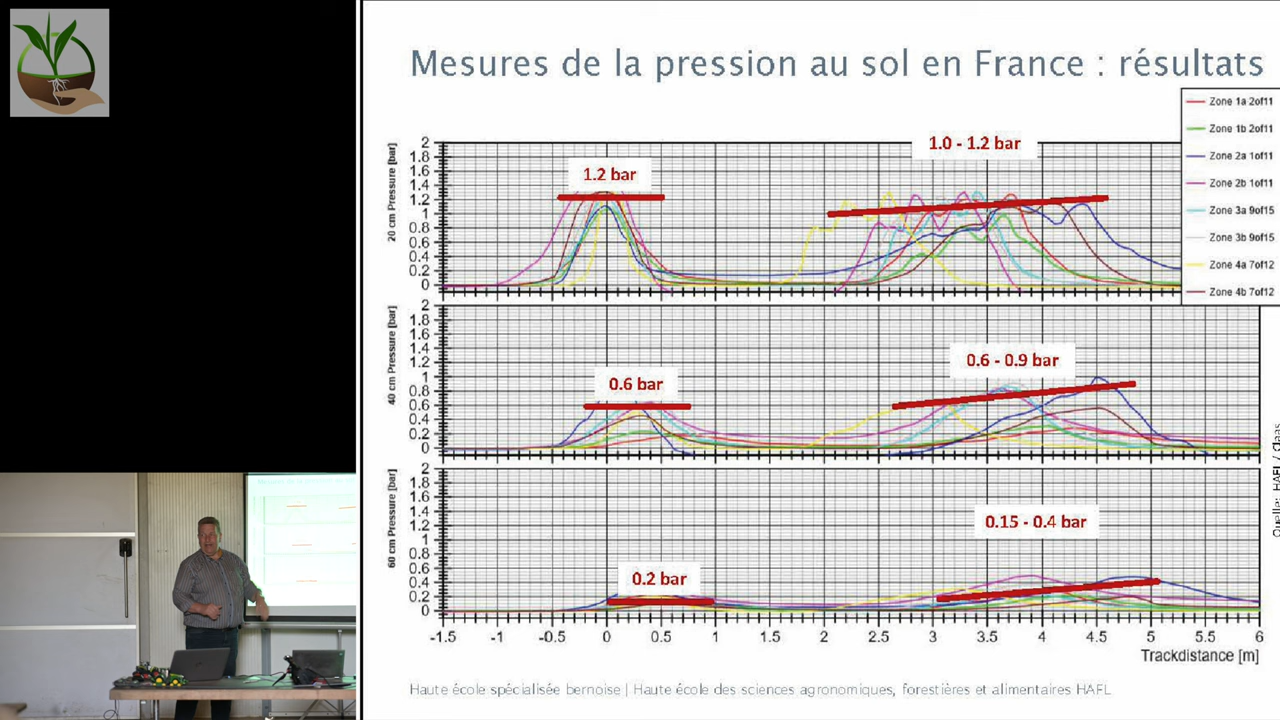 Mesures de la pression au sol en France : résultats
Zone 1a 2of11
Zone 1b 2of11
Zone 2a 1of11
Zone 2b 1of11
Zone 3a 9of15
Zone 3b 9of15
Zone 4a 7of12
Zone 4b 7of12
20 cm Pressure [bar]
2
1.8
1.6
1.4
1.2
1
0.8
0.6
0.4
0.2
0
1.2 bar
1.0 - 1.2 bar
40 cm Pressure [bar]
2
1.8
1.6
1.4
1.2
1
0.8
0.6
0.4
0.2
0
0.6 bar
0.6 - 0.9 bar
60 cm Pressure [bar]
2
1.8
1.6
1.4
1.2
1
0.8
0.6
0.4
0.2
0
0.2 bar
0.15 - 0.4 bar
-1.5 -1 -0.5 0 0.5 1 1.5 2 2.5 3 3.5 4 4.5 5 5.5 6
Trackdistance [m]
Quelle: HAFL / Claas
Haute école spécialisée bernoise | Haute école des sciences agronomiques, forestières et alimentaires HAFL